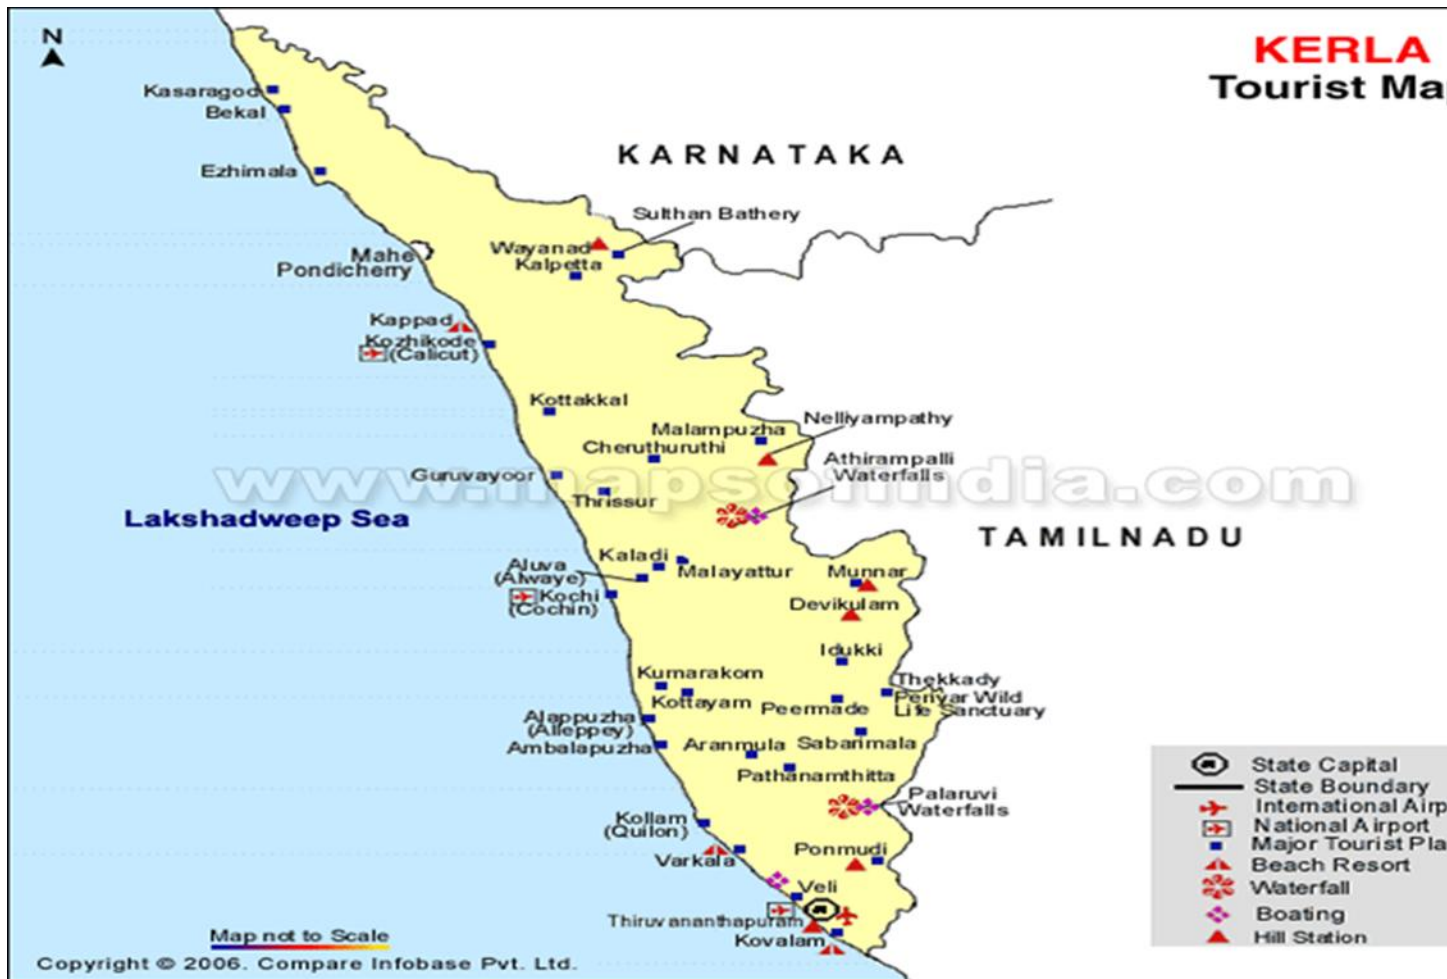 N
KERLA
Tourist Ma
Kasaragod
Bekal
Ezhimala
KARNATAKA
Sulthan Bathery
Wayanad
Kalpetta
Mahe
Pondicherry
Kappad
Kozhikode
(Calicut)
Kottakkal
Nelliyampathy
Malampuzha
Cheruthuruthi
Athirampalli
Waterfalls
Guruvayoor
www.mapsofindia.com
Thrissur
Lakshadweep Sea
TAMILNADU
Kaladi
Malayattur
Aluva
(Alwaye)
Munnar
Kochi
(Cochin)
Devikulam
Idukki
Kumarakom
Kottayam
Thekkady
Periyar Wild
Life Sanctuary
Peermade
Alappuzha
(Alleppey)
Ambalapuzha
Aranmula
Sabarimala
Pathanamthitta
Palaruvi
Waterfalls
Kollam
(Quilon)
Varkala
Ponmudi
Veli
Thiruvananthapuram
Kovalam
State Capital
State Boundary
International Airp
National Airport
Major Tourist Pla
Beach Resort
Waterfall
Boating
Hill Station
Map not to Scale
Copyright © 2006. Compare Infobase Pvt. Ltd.